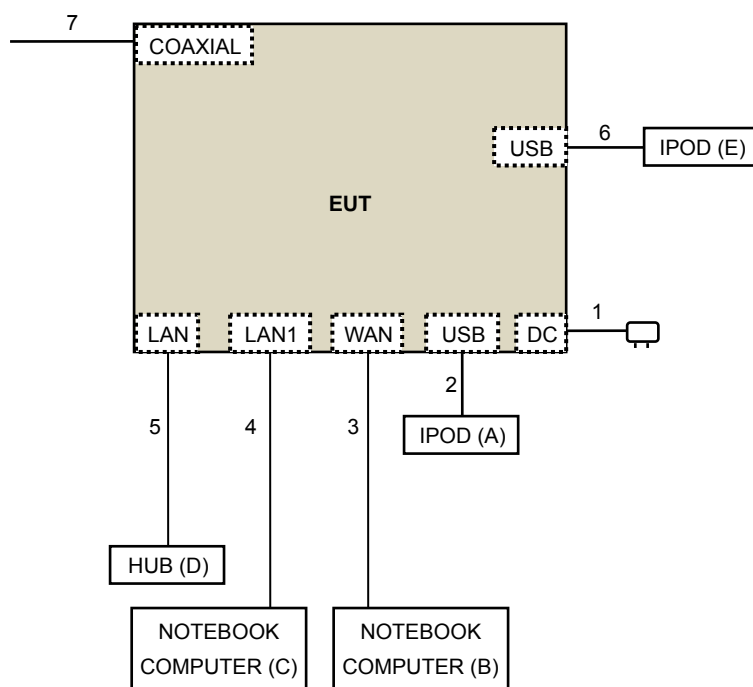 7
COAXIAL
USB
6
IPOD (E)
EUT
1
LAN
LAN1
WAN
USB
DC
2
5
4
3
IPOD (A)
HUB (D)
NOTEBOOK
COMPUTER (C)
NOTEBOOK
COMPUTER (B)